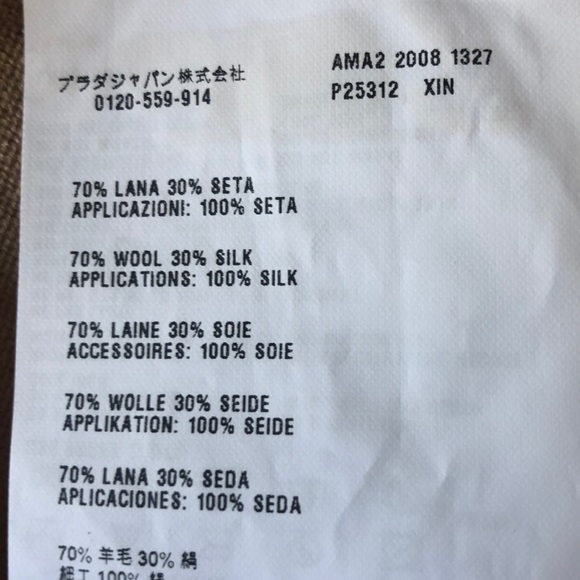 プラダジャパン株式会社
0120-559-914
AMA2 2008 1327
P25312 XIN
70% LANA 30% SETA
APPLICAZIONI: 100% SETA
70% WOOL 30% SILK
APPLICATIONS: 100% SILK
70% LAINE 30% SOIE
ACCESSOIRES: 100% SOIE
70% WOLLE 30% SEIDE
APPLIKATION: 100% SEIDE
70% LANA 30% SEDA
APLICACIONES: 100% SEDA
70% 羊毛 30% 絹
細工 100% 絹